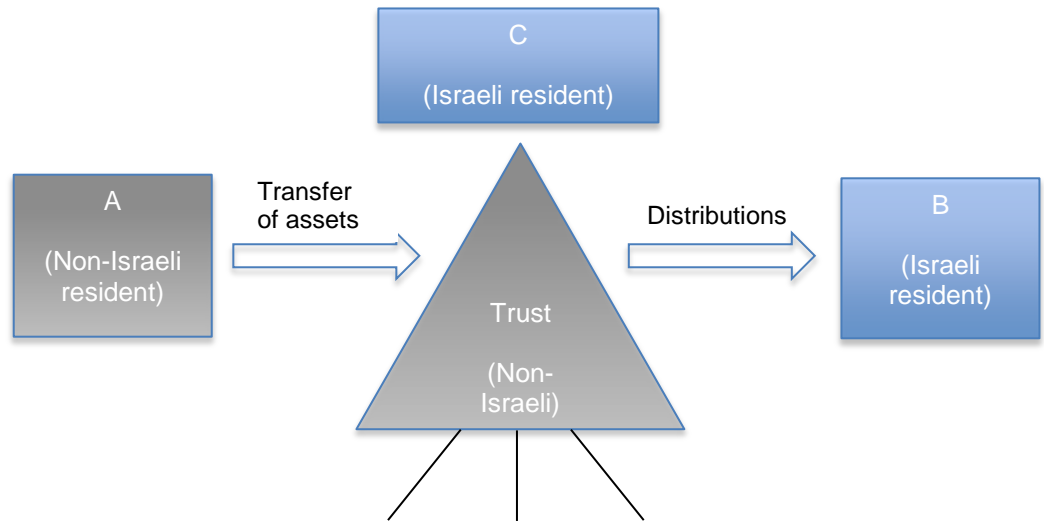 C
(Israeli resident)
A
(Non-Israeli
resident)
Transfer
of assets
Trust
(Non-
Israeli)
Distributions
B
(Israeli
resident)